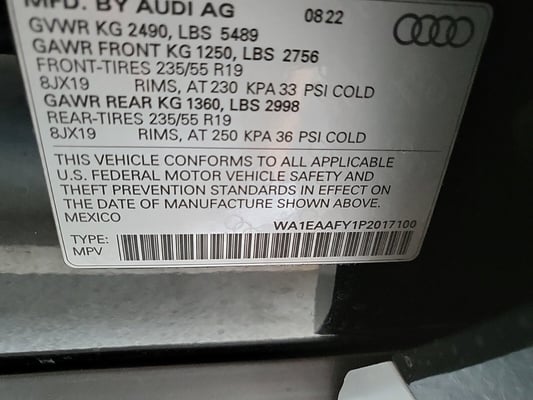 MFD. BY AUDI AG 08 22
GVWR KG 2490, LBS 5489
GAWR FRONT KG 1250, LBS 2756
FRONT-TIRES 235/55 R19
8JX19 RIMS, AT 230 KPA 33 PSI COLD
GAWR REAR KG 1360, LBS 2998
REAR-TIRES 235/55 R19
8JX19 RIMS, AT 250 KPA 36 PSI COLD
THIS VEHICLE CONFORMS TO ALL APPLICABLE
U.S. FEDERAL MOTOR VEHICLE SAFETY AND
THEFT PREVENTION STANDARDS IN EFFECT ON
THE DATE OF MANUFACTURE SHOWN ABOVE.
MEXICO WA1EAAFY1P2017100
TYPE:
MPV